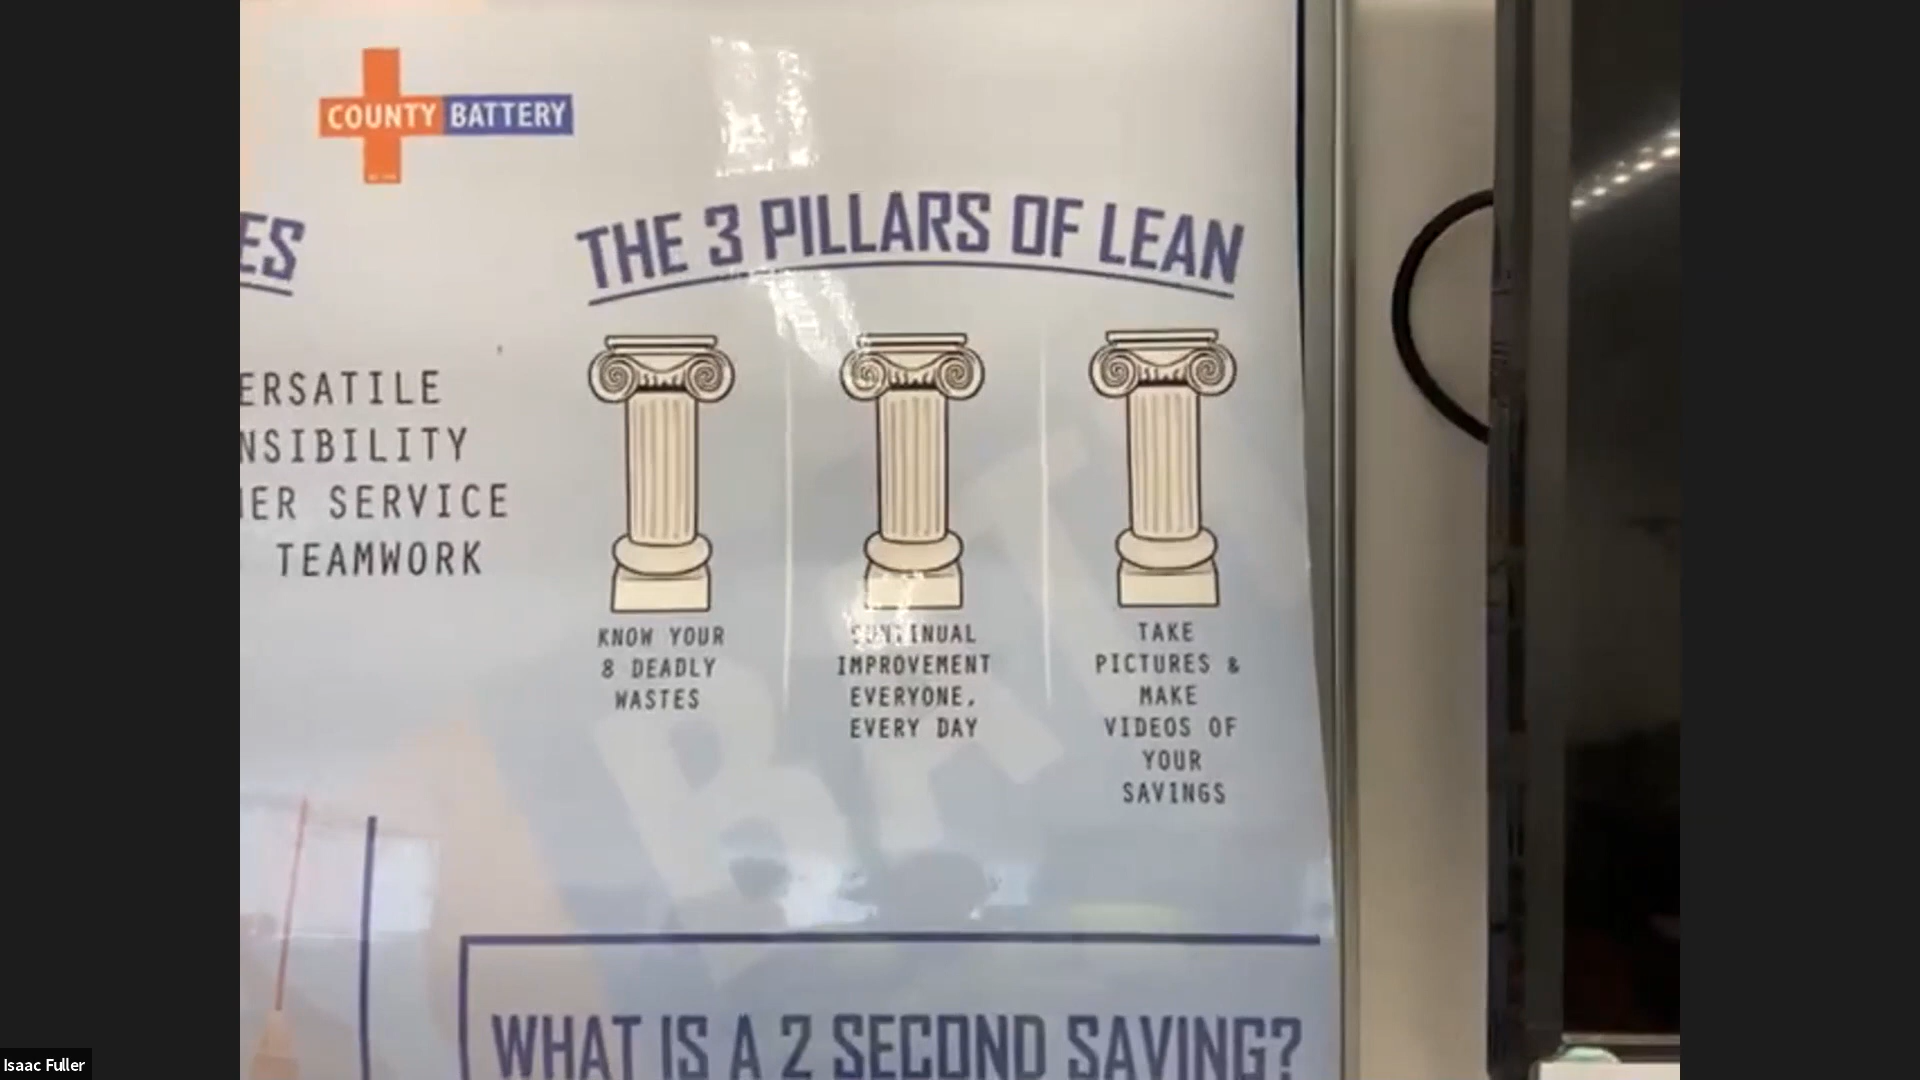 COUNTY BATTERY
ES
THE 3 PILLARS OF LEAN
ERSATILE
NSIBILITY
ER SERVICE
TEAMWORK
KNOW YOUR
8 DEADLY
WASTES
CONTINUAL
IMPROVEMENT
EVERYONE,
EVERY DAY
TAKE
PICTURES &
MAKE
VIDEOS OF
YOUR
SAVINGS
WHAT IS A 2 SECOND SAVING?
Isaac Fuller